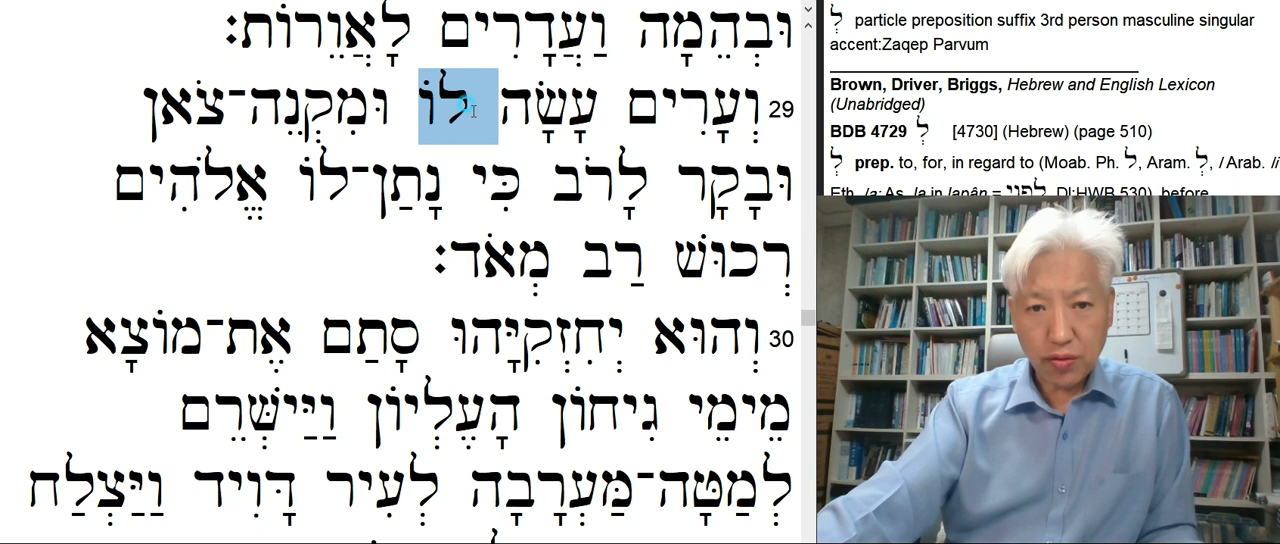 וּבְהֵמָה וַעֲדָרִים לָאֲוֵרוֹת׃
29 וְעָרִים עָשָׂה לוֹ וּמִקְנֵה־צֹאן
וּבָקָר לָרֹב כִּי נָתַן־לוֹ אֱלֹהִים
רְכוּשׁ רַב מְאֹד׃
30 וְהוּא יְחִזְקִיָּהוּ סָתַם אֶת־מוֹצָא
מֵימֵי גִיחוֹן הָעֶלְיוֹן וַיַּישְּׁרֵם
לְמַטָּה־מַּעְרָבָה לְעִיר דָּוִיד וַיַּצְלַח
לְ particle preposition suffix 3rd person masculine singular
accent:Zaqep Parvum
Brown, Driver, Briggs, Hebrew and English Lexicon
(Unabridged)
BDB 4729 לְ [4730] (Hebrew) (page 510)
לְ prep. to, for, in regard to (Moab. Ph. ל, Aram. לְ, / Arab. li